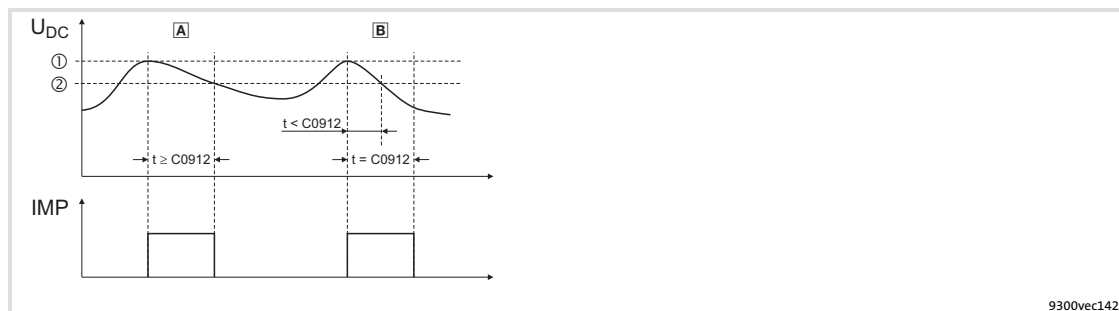 U_DC
A
B
①
②
t < C0912
t ≥ C0912
t = C0912
IMP
9300vec142